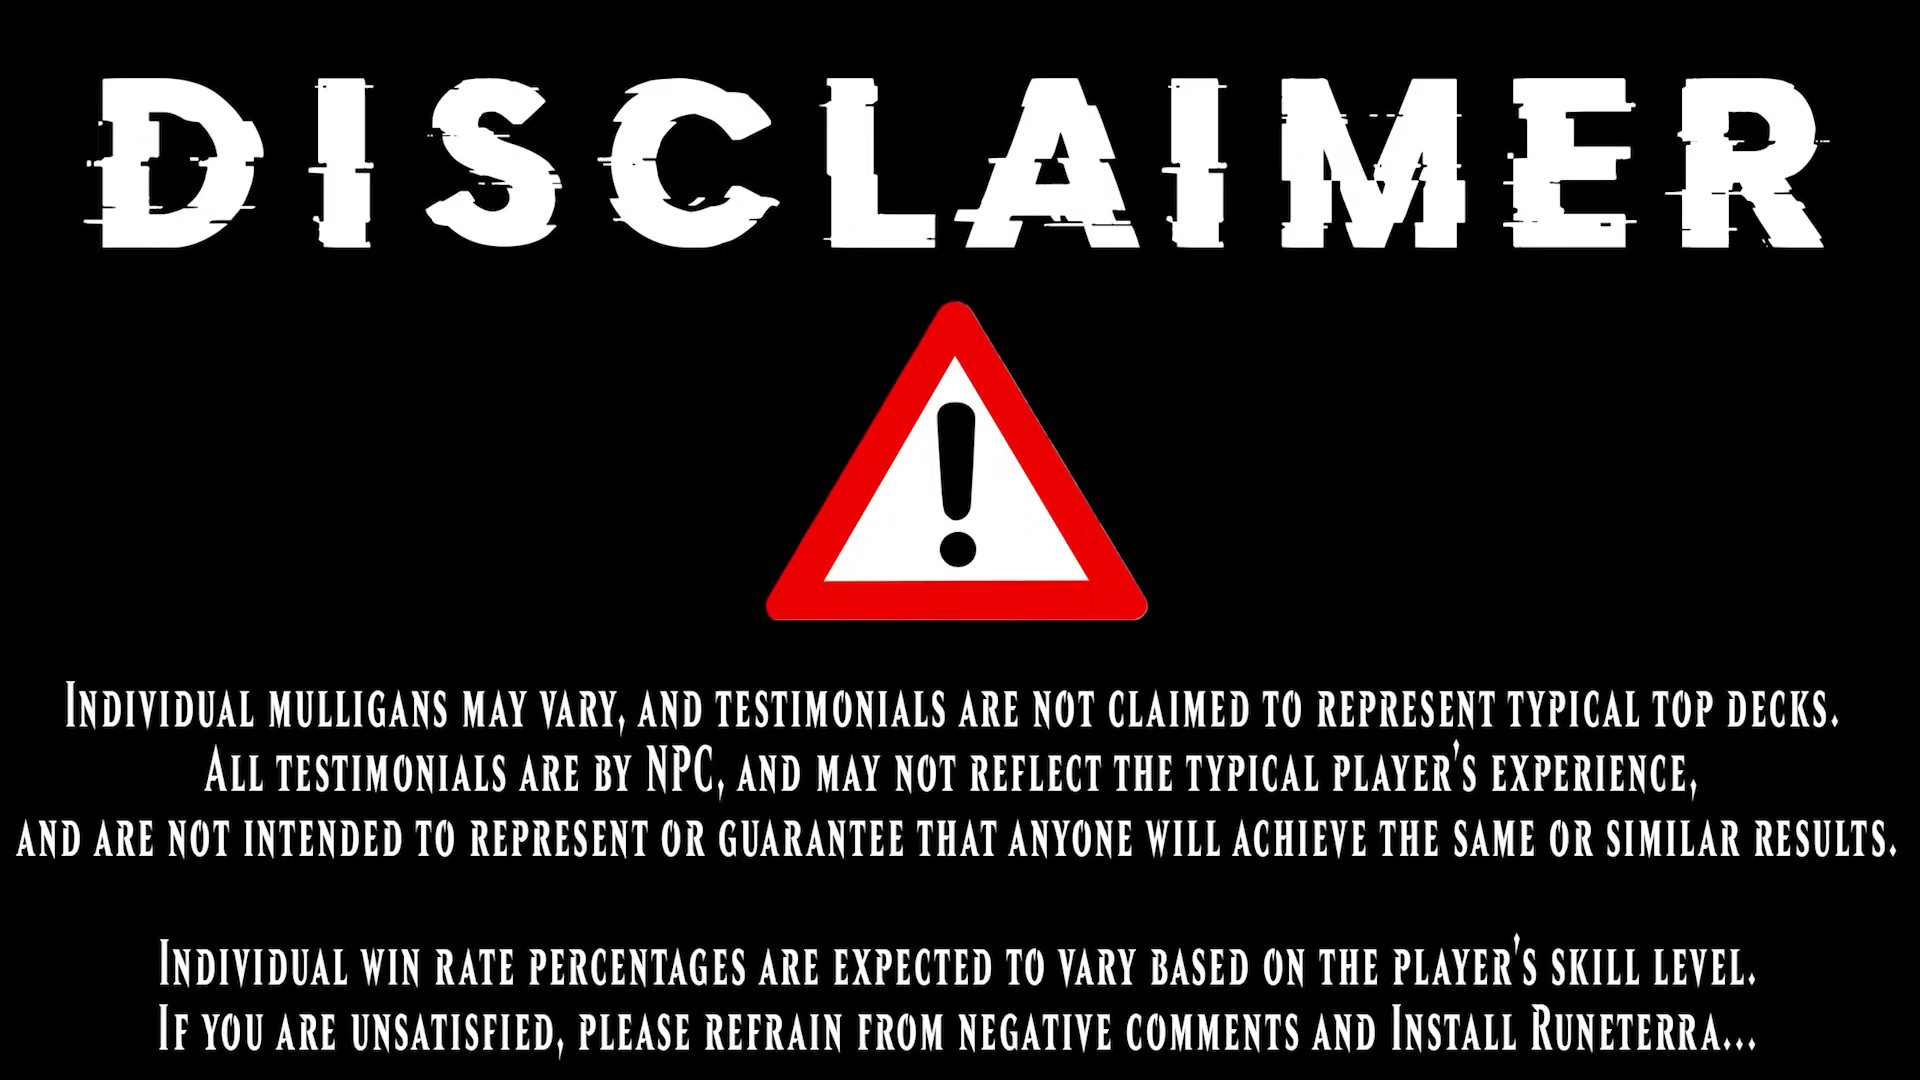 DISCLAIMER
Individual mulligans may vary, and testimonials are not claimed to represent typical top decks.
All testimonials are by NPC, and may not reflect the typical player's experience,
and are not intended to represent or guarantee that anyone will achieve the same or similar results.
Individual win rate percentages are expected to vary based on the player's skill level.
If you are unsatisfied, please refrain from negative comments and Install Runeterra...